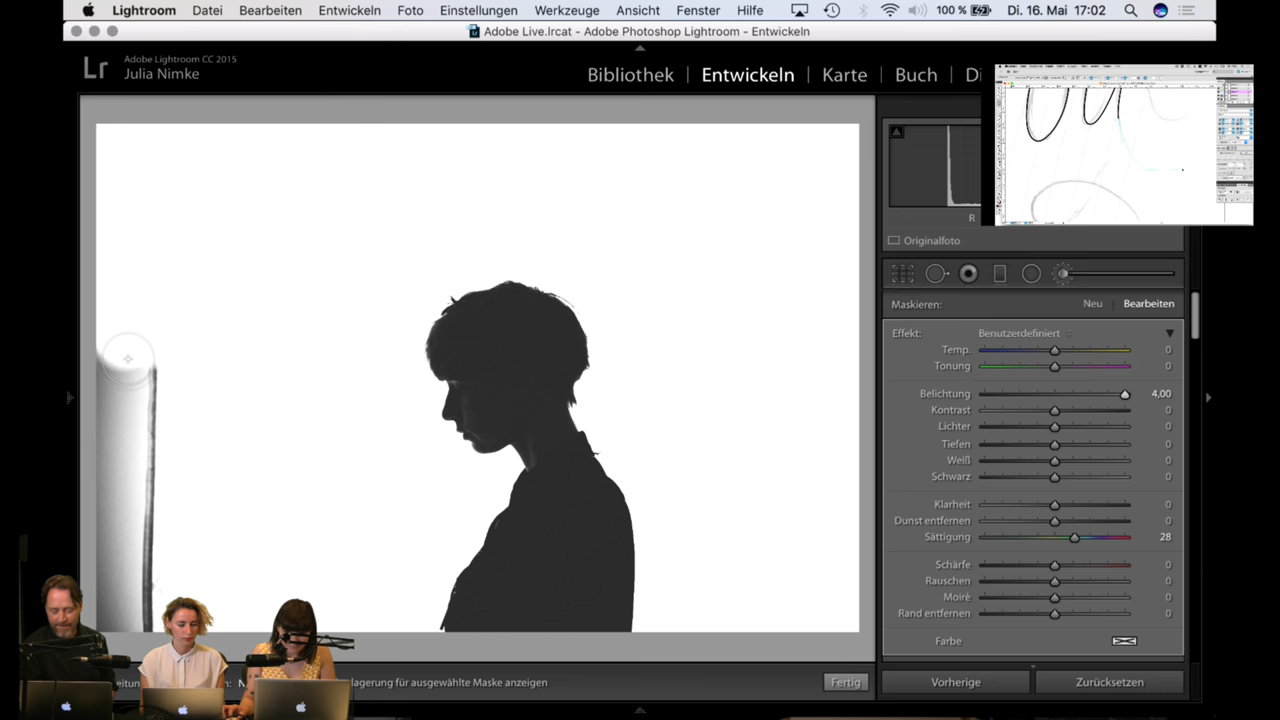 Lightroom Datei Bearbeiten Entwickeln Foto Einstellungen Werkzeuge Ansicht Fenster Hilfe 100 % Di. 16. Mai 17:02
Adobe Live.lrcat - Adobe Photoshop Lightroom - Entwickeln
Lr
Adobe Lightroom CC 2015
Julia Nimke
Bibliothek | Entwickeln | Karte | Buch | Di
R
Originalfoto
Maskieren: Neu Bearbeiten
Effekt: Benutzerdefiniert
Temp. 0
Tonung 0
Belichtung 4,00
Kontrast 0
Lichter 0
Tiefen 0
Weiß 0
Schwarz 0
Klarheit 0
Dunst entfernen 0
Sättigung 28
Schärfe 0
Rauschen 0
Moiré 0
Rand entfernen 0
Farbe
lagerung für ausgewählte Maske anzeigen Fertig
Vorherige Zurücksetzen